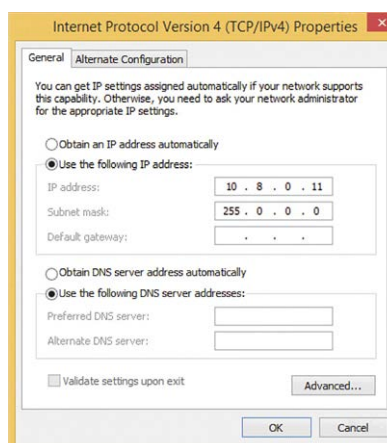 Internet Protocol Version 4 (TCP/IPv4) Properties
General
Alternate Configuration
You can get IP settings assigned automatically if your network supports
this capability. Otherwise, you need to ask your network administrator
for the appropriate IP settings.
Obtain an IP address automatically
Use the following IP address:
IP address: 10 . 8 . 0 . 11
Subnet mask: 255 . 0 . 0 . 0
Default gateway: . . .
Obtain DNS server address automatically
Use the following DNS server addresses:
Preferred DNS server:
Alternate DNS server:
Validate settings upon exit
Advanced...
OK
Cancel